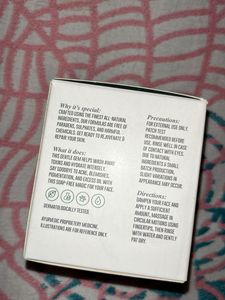 Why it's special:
CRAFTED USING THE FINEST ALL-NATURAL
INGREDIENTS, OUR FORMULAS ARE FREE OF
PARABENS, SULPHATES, AND HARMFUL
CHEMICALS. GET READY TO REJUVENATE &
REPAIR YOUR SKIN.
What it does:
THIS GENTLE GEM HELPS WASH AWAY
TOXINS AND HYDRATE INTENSELY.
SAY GOODBYE TO ACNE, BLEMISHES,
PIGMENTATION, AND EXCESS OIL WITH
THIS SOAP-FREE MAGIC FOR YOUR FACE.
DERMATOLOGICALLY TESTED
AYURVEDIC PROPRIETARY MEDICINE.
ILLUSTRATIONS ARE FOR REFERENCE ONLY.
Precautions:
FOR EXTERNAL USE ONLY.
PATCH TEST
RECOMMENDED BEFORE
USE. RINSE WELL IN CASE
OF CONTACT WITH EYES.
DUE TO NATURAL
INGREDIENTS & SMALL
BATCH PRODUCTION,
SLIGHT VARIATIONS IN
APPEARANCE MAY OCCUR.
Directions:
DAMPEN YOUR FACE AND
APPLY A SUFFICIENT
AMOUNT, MASSAGE IN
CIRCULAR MOTIONS USING
FINGERTIPS, THEN RINSE
WITH WATER AND GENTLY
PAT DRY.